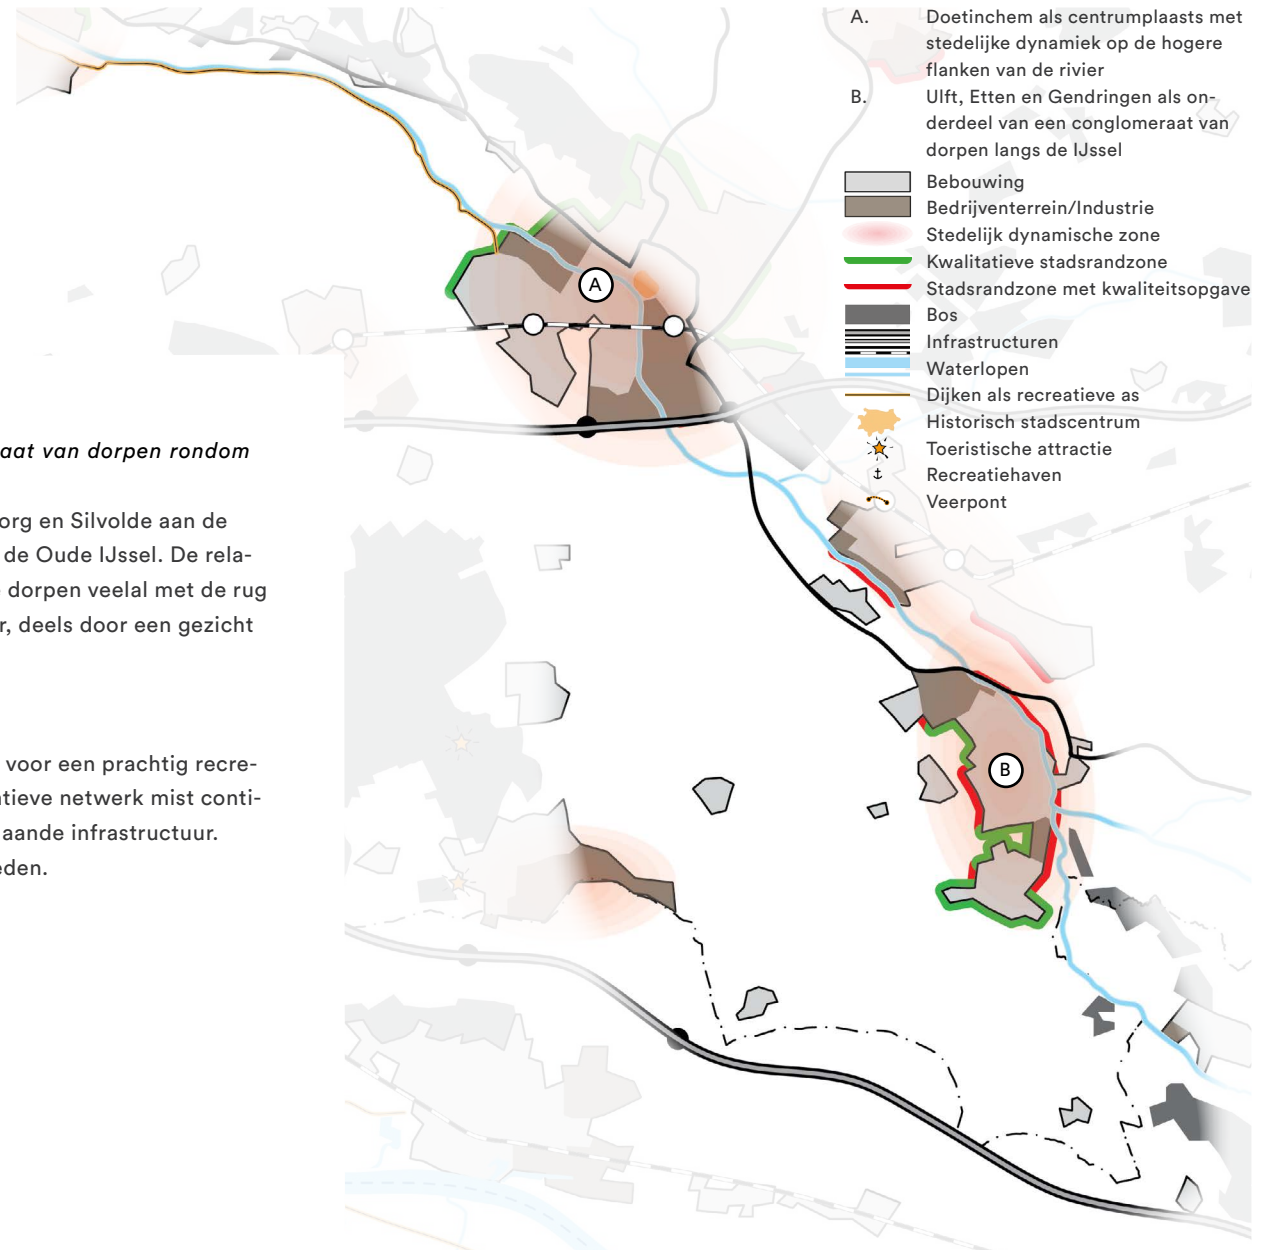 A. Doetinchem als centrumplaasts met
stedelijke dynamiek op de hogere
flanken van de rivier
B. Ulft, Etten en Gendringen als on-
derdeel van een conglomeraat van
dorpen langs de IJssel
Bebouwing
Bedrijventerrein/Industrie
Stedelijk dynamische zone
Kwalitatieve stadsrandzone
Stadsrandzone met kwaliteitsopgave
Bos
Infrastructuren
Waterlopen
Dijken als recreatieve as
Historisch stadscentrum
Toeristische attractie
Recreatiehaven
Veerpont
A
B
aat van dorpen rondom
org en Silvolde aan de
de Oude IJssel. De rela-
dorpen veelal met de rug
r, deels door een gezicht
voor een prachtig recre-
tieve netwerk mist conti-
aande infrastructuur.
eden.